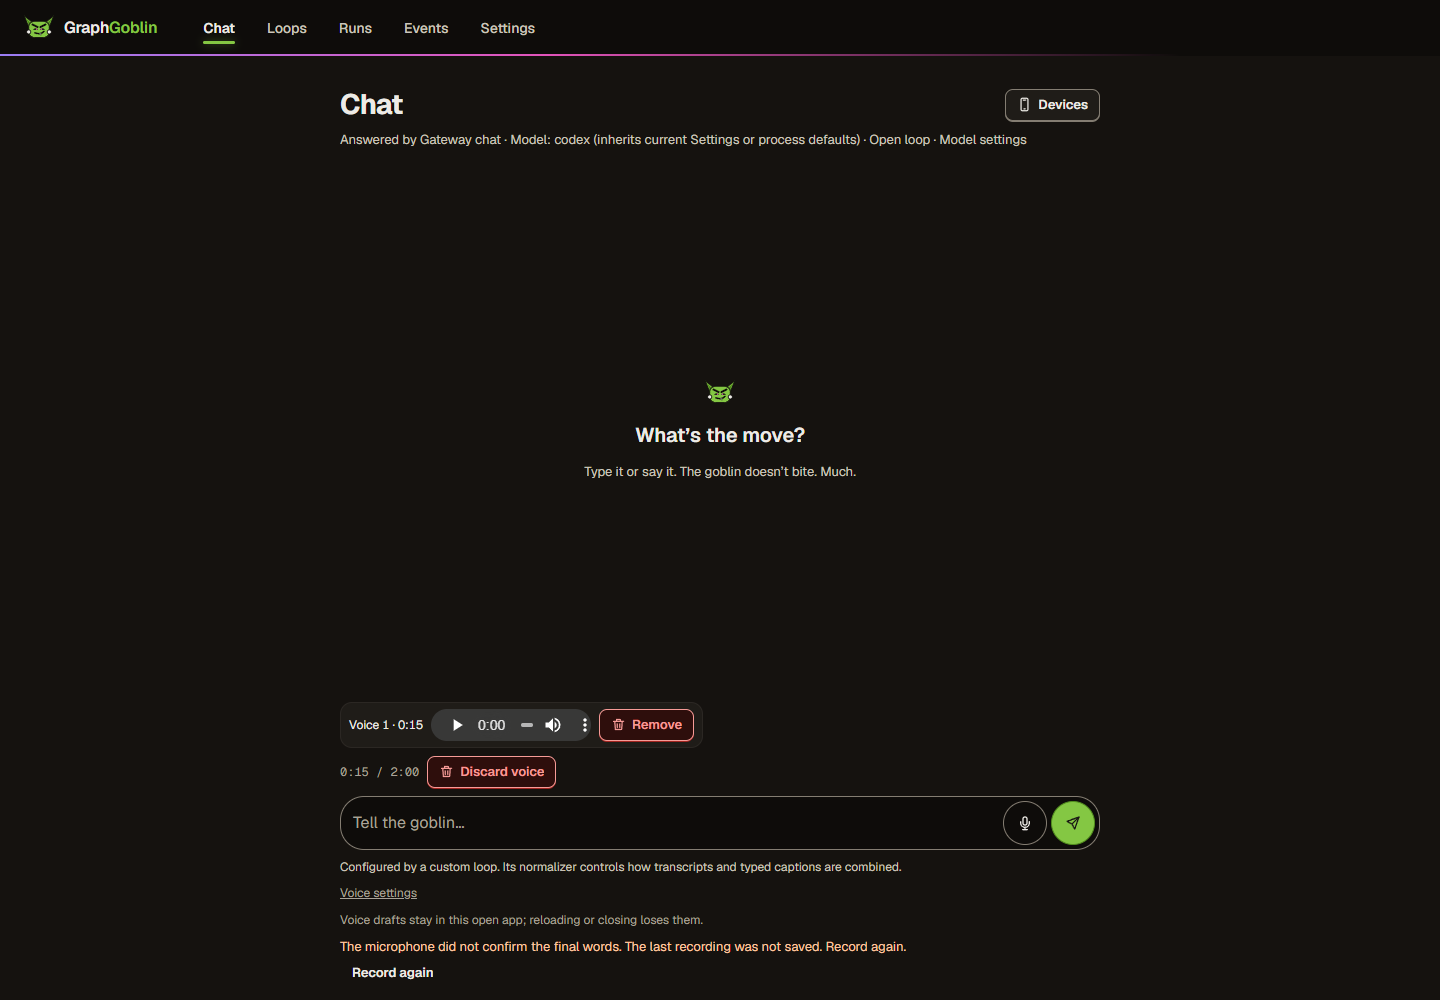 GraphGoblin Chat Loops Runs Events Settings
Chat
Devices
Answered by Gateway chat · Model: codex (inherits current Settings or process defaults) · Open loop · Model settings
What’s the move?
Type it or say it. The goblin doesn’t bite. Much.
Voice 1 · 0:15 0:00 Remove
0:15 / 2:00 Discard voice
Tell the goblin...
Configured by a custom loop. Its normalizer controls how transcripts and typed captions are combined.
Voice settings
Voice drafts stay in this open app; reloading or closing loses them.
The microphone did not confirm the final words. The last recording was not saved. Record again.
Record again